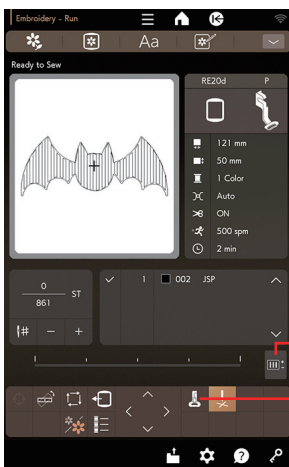 Embroidery - Run
Aa
Ready to Sew
RE20d P
121 mm
50 mm
1 Color
Auto
ON
500 spm
2 min
0
861
ST
# - +
1 002 JSP
?